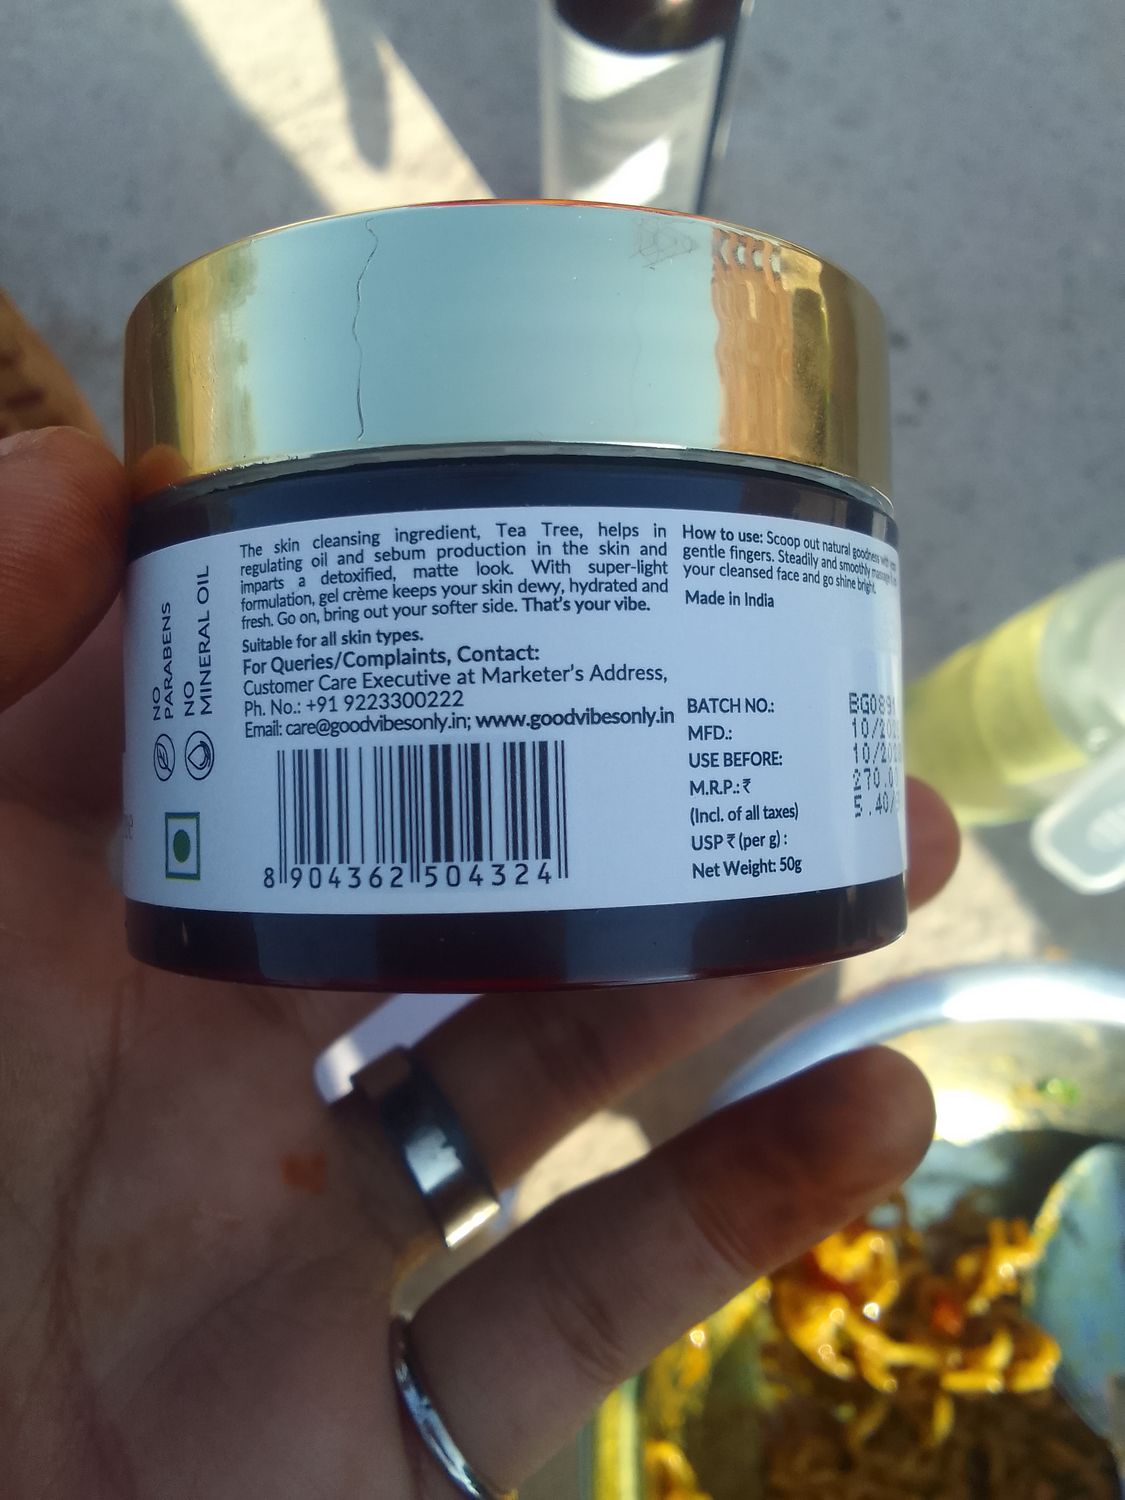 NO
PARABENS
NO
MINERAL OIL
The skin cleansing ingredient, Tea Tree, helps in
regulating oil and sebum production in the skin and
imparts a detoxified, matte look. With super-light
formulation, gel crème keeps your skin dewy, hydrated and
fresh. Go on, bring out your softer side. That's your vibe.
Suitable for all skin types.
For Queries/Complaints, Contact:
Customer Care Executive at Marketer's Address,
Ph. No.: +91 9223300222
Email: care@goodvibesonly.in; www.goodvibesonly.in
8 904362 504324
How to use: Scoop out natural goodness with
gentle fingers. Steadily and smoothly massage
your cleansed face and go shine bright.
Made in India
BATCH NO.:
MFD.: 10/
USE BEFORE: 10/
M.R.P.: ₹ 270.
(Incl. of all taxes)
USP ₹ (per g) : 5.40/
Net Weight: 50g